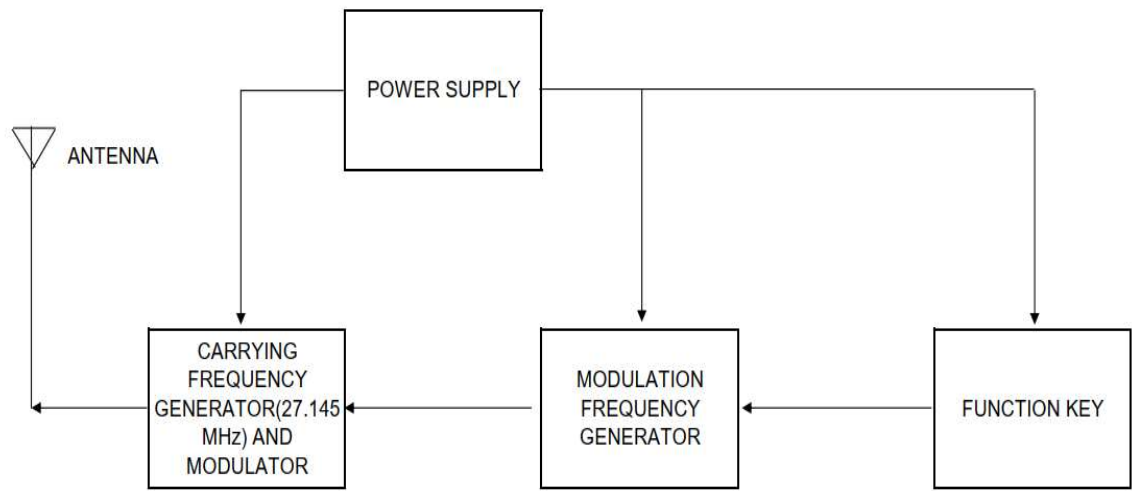 POWER SUPPLY
ANTENNA
CARRYING
FREQUENCY
GENERATOR(27.145
MHz) AND
MODULATOR
MODULATION
FREQUENCY
GENERATOR
FUNCTION KEY